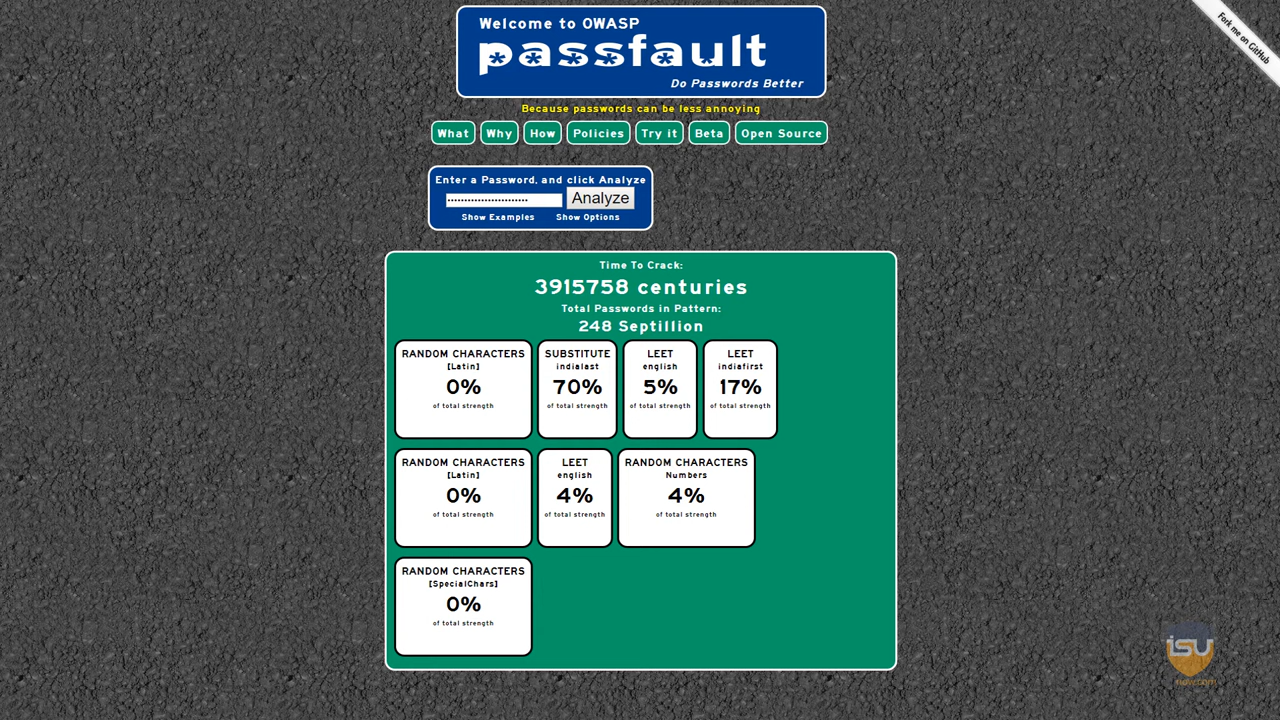 Welcome to OWASP
passfault
Do Passwords Better
Fork me on GitHub
Because passwords can be less annoying
What Why How Policies Try it Beta Open Source
Enter a Password, and click Analyze
Analyze
Show Examples Show Options
Time To Crack:
3915758 centuries
Total Passwords in Pattern:
248 Septillion
RANDOM CHARACTERS SUBSTITUTE LEET LEET
[Latin] indialast english indiafirst
0% 70% 5% 17%
of total strength of total strength of total strength of total strength
RANDOM CHARACTERS LEET RANDOM CHARACTERS
[Latin] english Numbers
0% 4% 4%
of total strength of total strength of total strength
RANDOM CHARACTERS
[SpecialChars]
0%
of total strength
isu